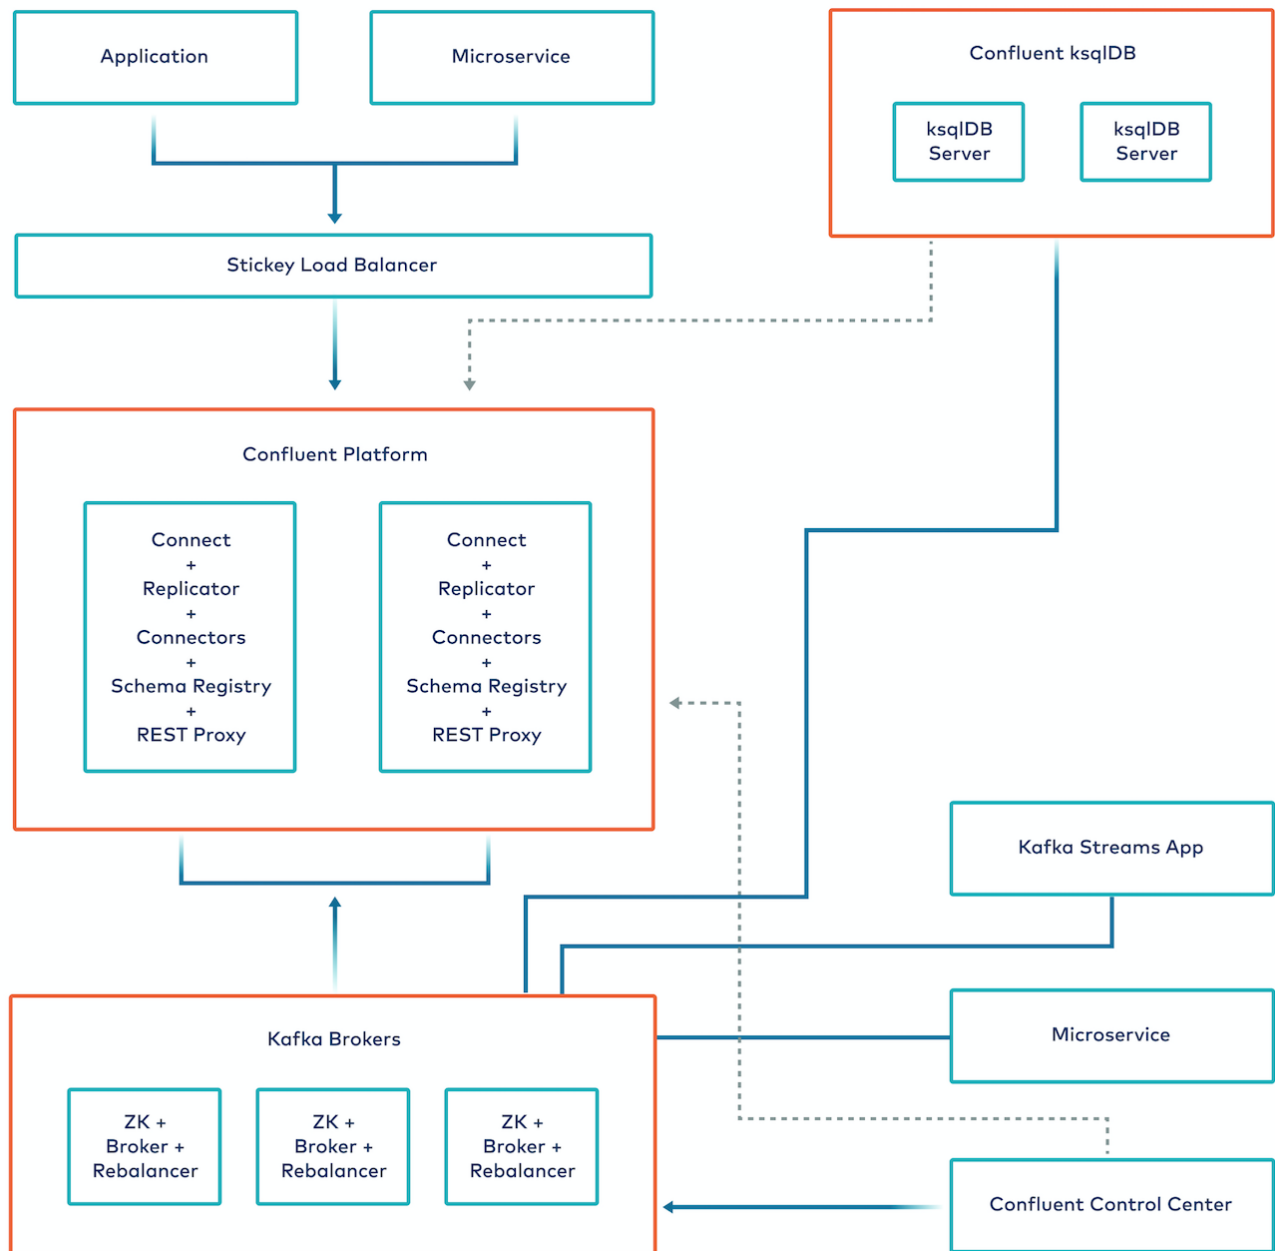 Application
Microservice
Confluent ksqlDB
ksqlDB
Server
ksqlDB
Server
Stickey Load Balancer
Confluent Platform
Connect
+
Replicator
+
Connectors
+
Schema Registry
+
REST Proxy
Connect
+
Replicator
+
Connectors
+
Schema Registry
+
REST Proxy
Kafka Streams App
Kafka Brokers
Microservice
ZK +
Broker +
Rebalancer
ZK +
Broker +
Rebalancer
ZK +
Broker +
Rebalancer
Confluent Control Center